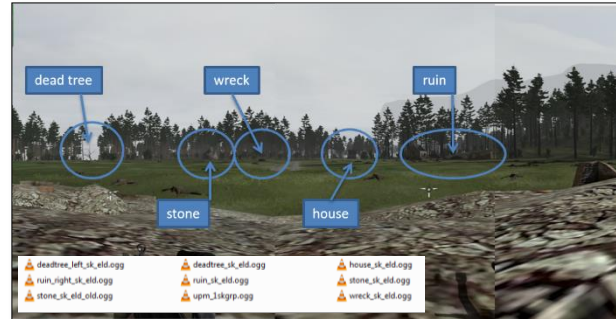 dead tree
wreck
ruin
stone
house
deadtree_left_sk_eld.ogg deadtree_sk_eld.ogg house_sk_eld.ogg
ruin_right_sk_eld.ogg ruin_sk_eld.ogg stone_sk_eld.ogg
stone_sk_eld_old.ogg upm_1skgrp.ogg wreck_sk_eld.ogg